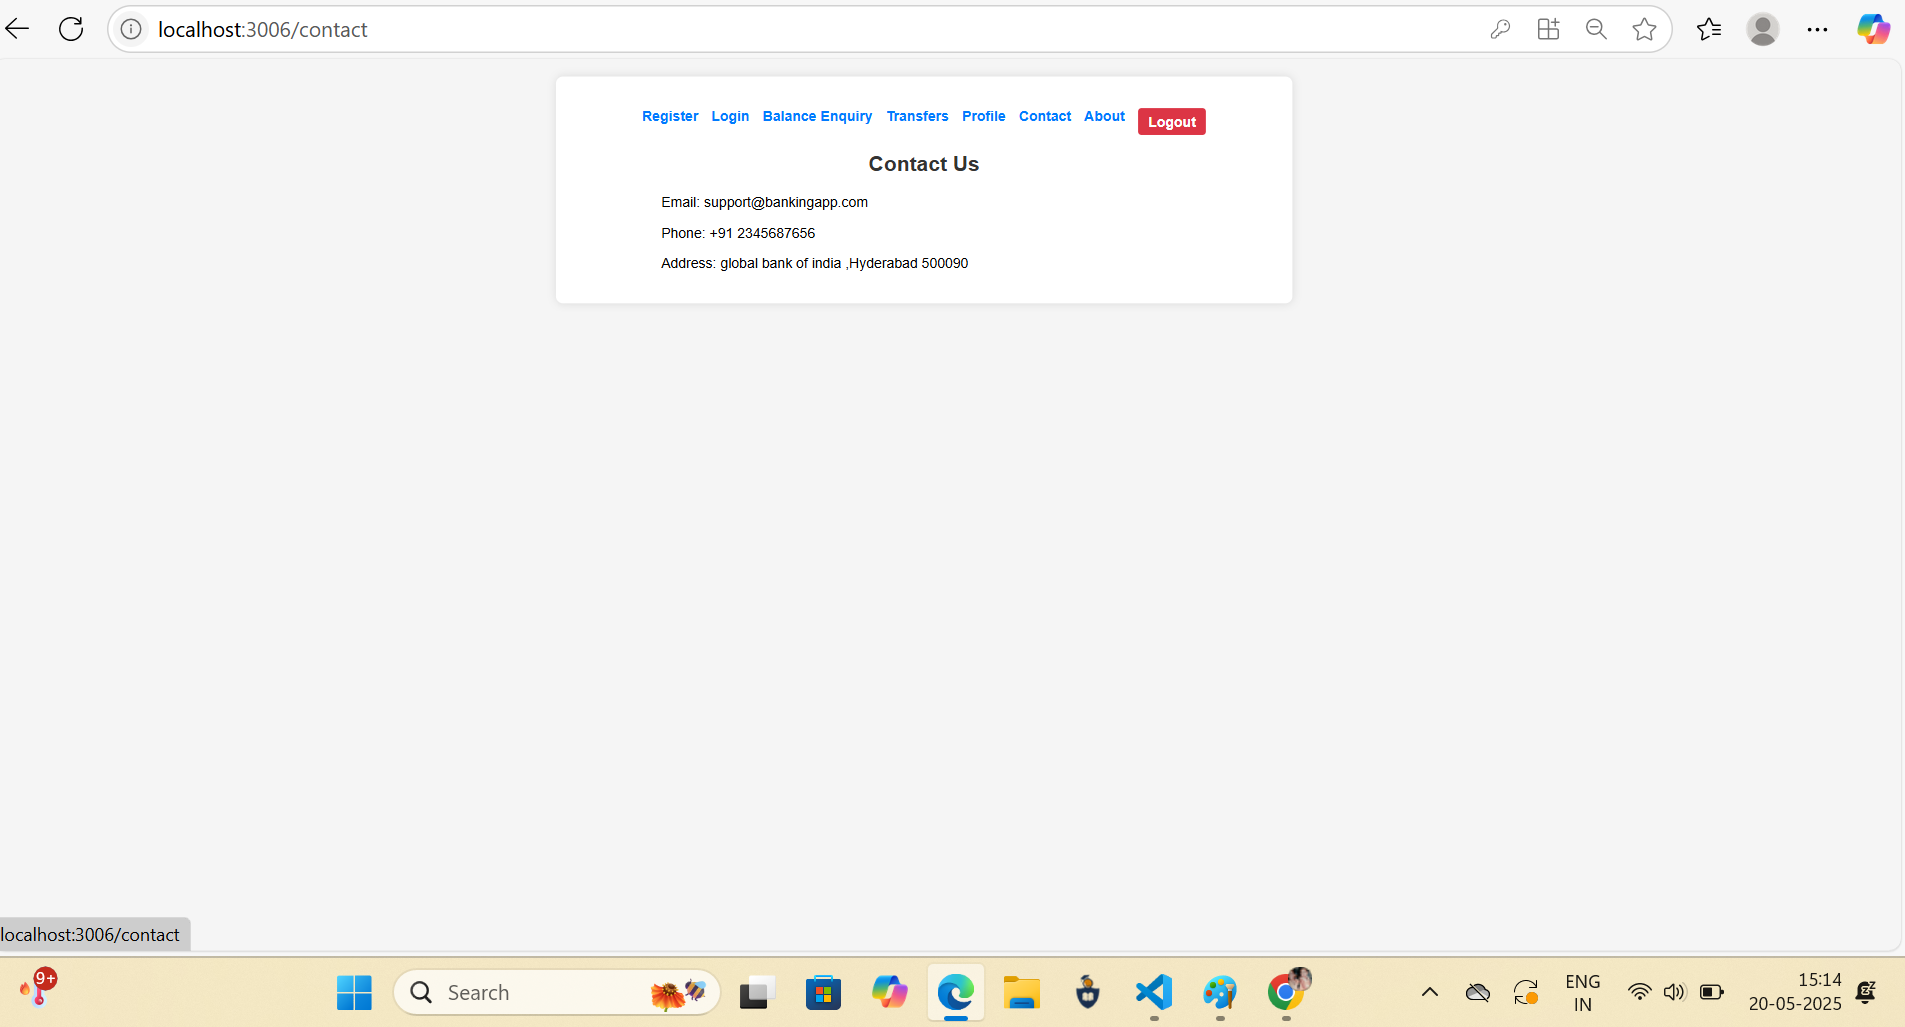 localhost:3006/contact
Register Login Balance Enquiry Transfers Profile Contact About Logout
Contact Us
Email: support@bankingapp.com
Phone: +91 2345687656
Address: global bank of india ,Hyderabad 500090
localhost:3006/contact
9+
Search
ENG
IN
15:14
20-05-2025